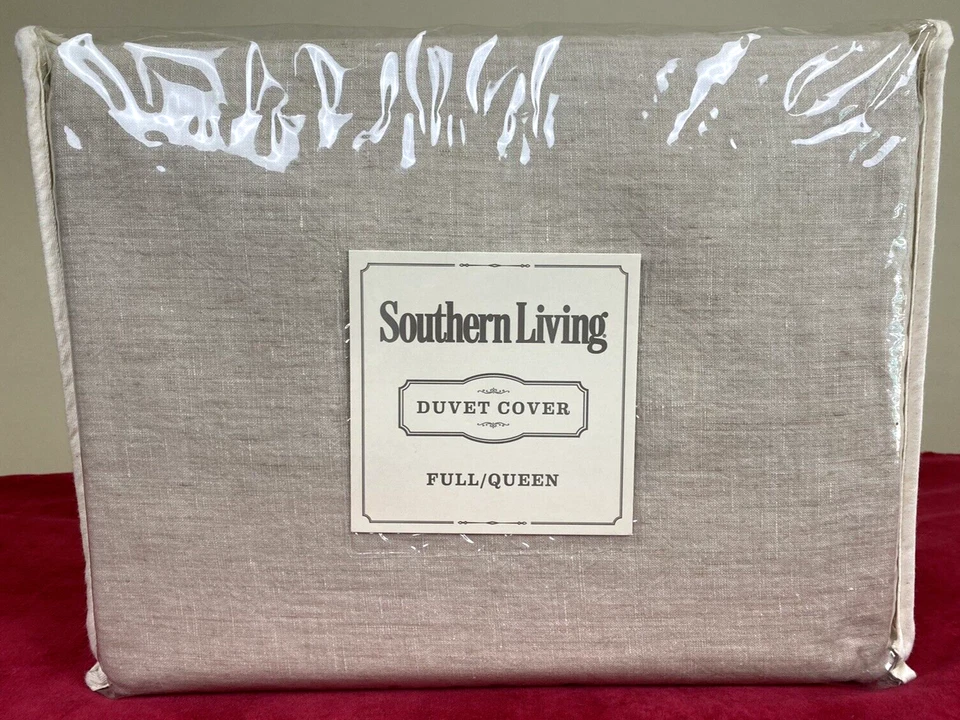 Southern Living
DUVET COVER
FULL/QUEEN